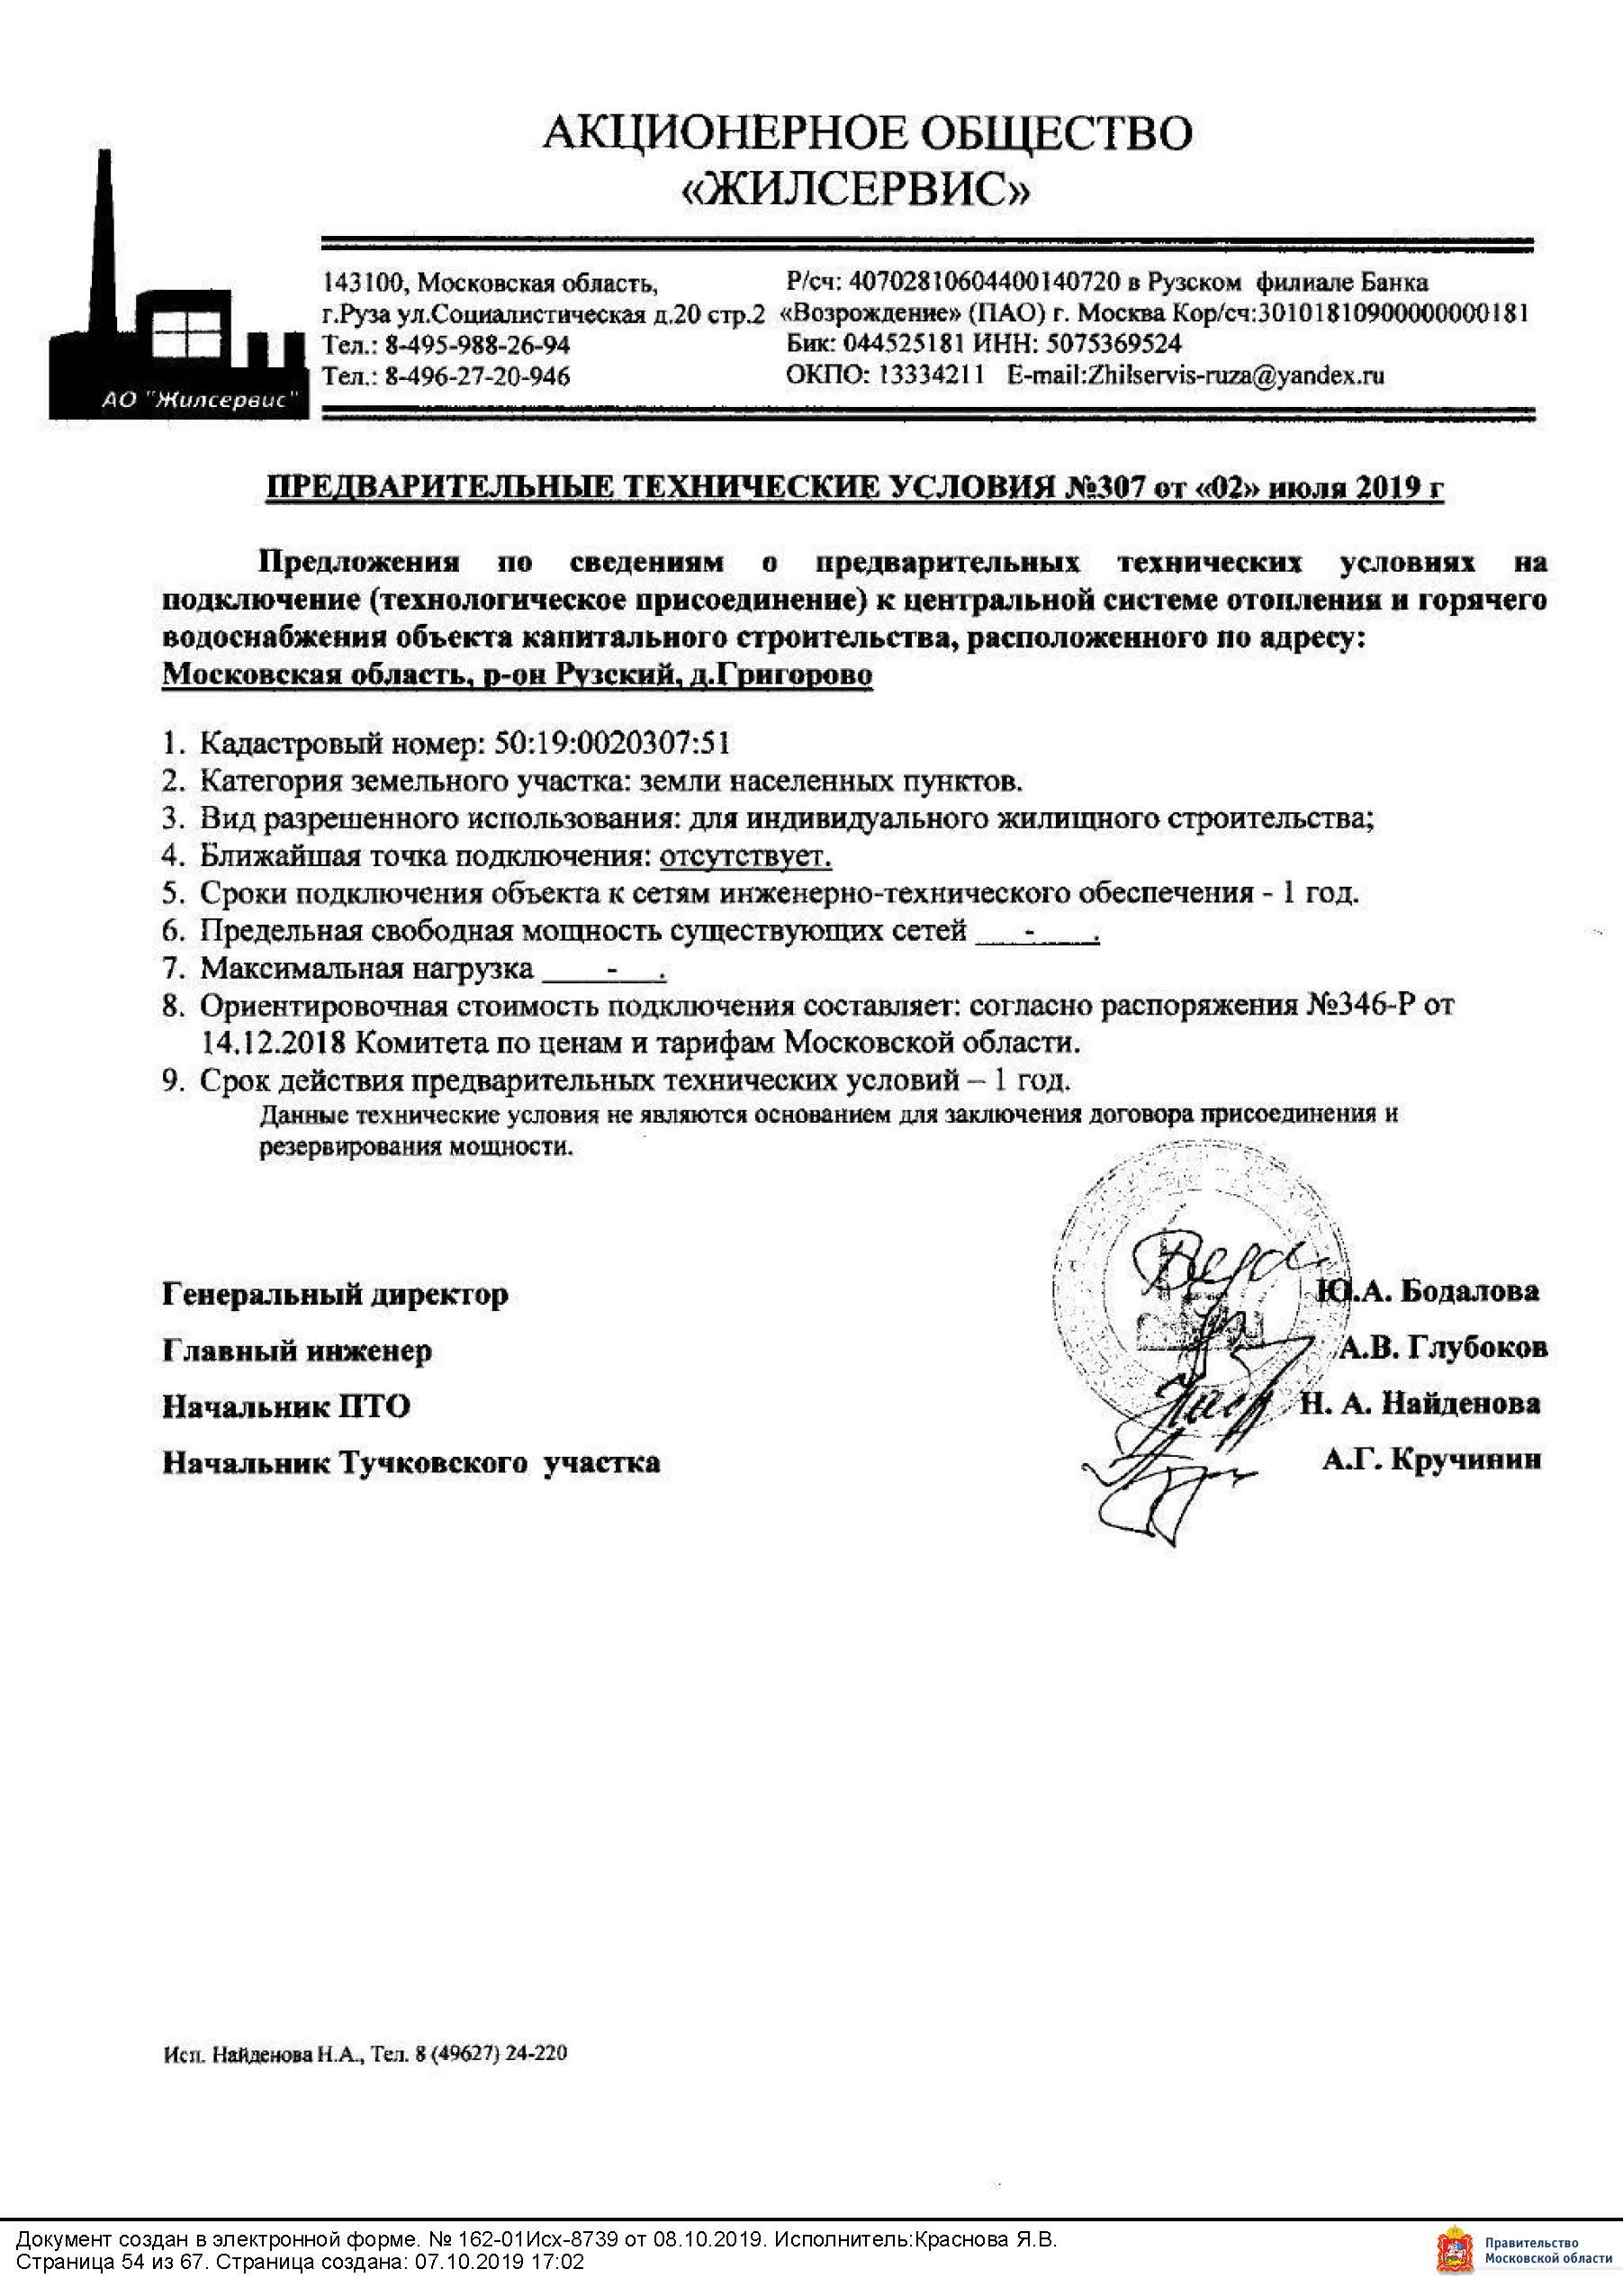 АКЦИОНЕРНОЕ ОБЩЕСТВО
«ЖИЛСЕРВИС»
АО "Жилсервис"
143100, Московская область,
г.Руза ул.Социалистическая д.20 стр.2
Тел.: 8-495-988-26-94
Тел.: 8-496-27-20-946
Р/сч: 40702810604400140720 в Рузском филиале Банка
«Возрождение» (ПАО) г. Москва Кор/сч:30101810900000000181
Бик: 044525181 ИНН: 5075369524
ОКПО: 13334211 E-mail:Zhilservis-ruza@yandex.ru
ПРЕДВАРИТЕЛЬНЫЕ ТЕХНИЧЕСКИЕ УСЛОВИЯ №307 от «02» июля 2019 г
Предложения по сведениям о предварительных технических условиях на
подключение (технологическое присоединение) к центральной системе отопления и горячего
водоснабжения объекта капитального строительства, расположенного по адресу:
Московская область, р-он Рузский, д.Григорово
1. Кадастровый номер: 50:19:0020307:51
2. Категория земельного участка: земли населенных пунктов.
3. Вид разрешенного использования: для индивидуального жилищного строительства;
4. Ближайшая точка подключения: отсутствует.
5. Сроки подключения объекта к сетям инженерно-технического обеспечения - 1 год.
6. Предельная свободная мощность существующих сетей ___-___.
7. Максимальная нагрузка ____-___.
8. Ориентировочная стоимость подключения составляет: согласно распоряжения №346-Р от
14.12.2018 Комитета по ценам и тарифам Московской области.
9. Срок действия предварительных технических условий – 1 год.
Данные технические условия не являются основанием для заключения договора присоединения и
резервирования мощности.
Генеральный директор Ю.А. Бодалова
Главный инженер А.В. Глубоков
Начальник ПТО Н. А. Найденова
Начальник Тучковского участка А.Г. Кручинин
Исп. Найденова Н.А., Тел. 8 (49627) 24-220
Документ создан в электронной форме. № 162-01Исх-8739 от 08.10.2019. Исполнитель:Краснова Я.В.
Страница 54 из 67. Страница создана: 07.10.2019 17:02
Правительство
Московской области